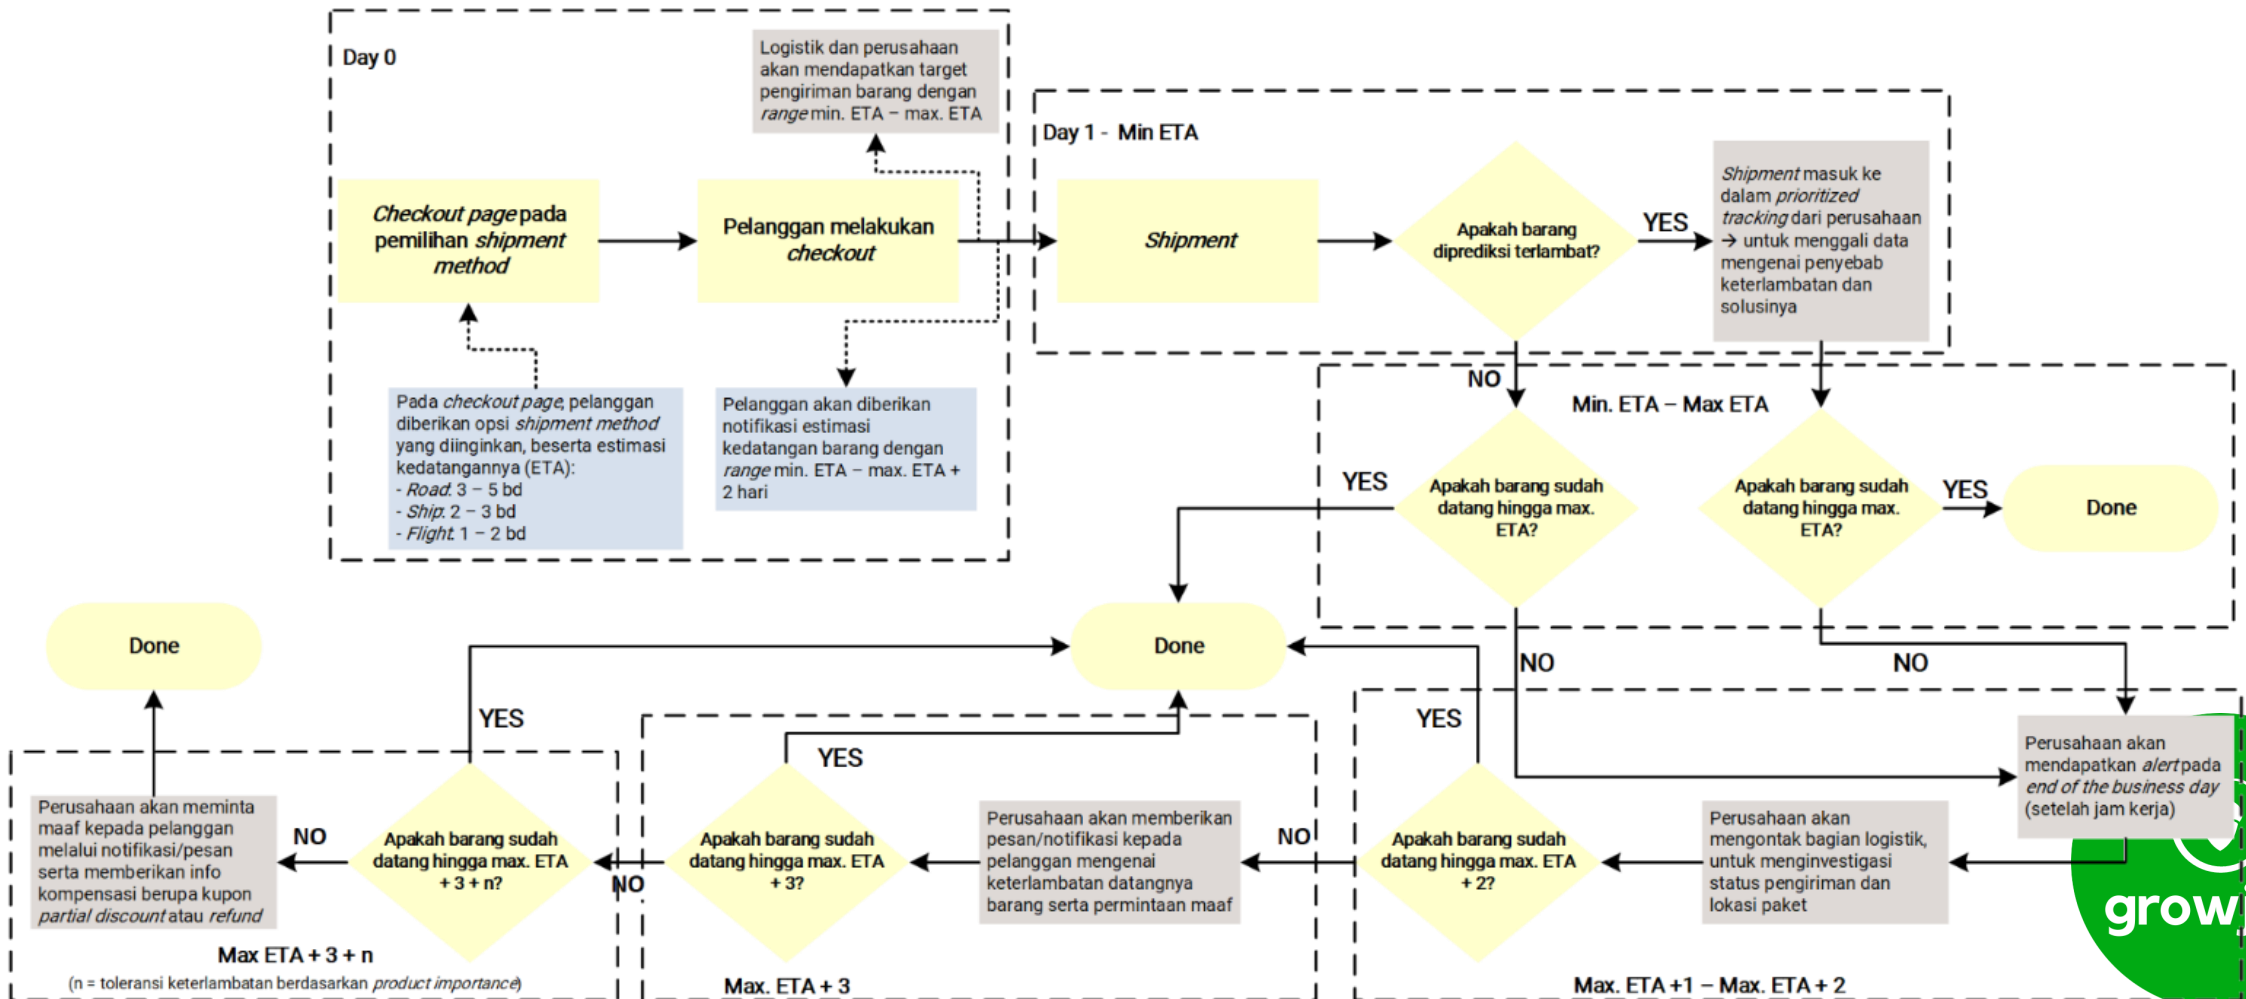 Day 0
Logistik dan perusahaan
akan mendapatkan target
pengiriman barang dengan
range min. ETA – max. ETA
Checkout page pada
pemilihan shipment
method
Pelanggan melakukan
checkout
Pada checkout page, pelanggan
diberikan opsi shipment method
yang diinginkan, beserta estimasi
kedatangannya (ETA):
- Road: 3 – 5 bd
- Ship: 2 – 3 bd
- Flight: 1 – 2 bd
Pelanggan akan diberikan
notifikasi estimasi
kedatangan barang dengan
range min. ETA – max. ETA +
2 hari
Day 1 - Min ETA
Shipment
Apakah barang
diprediksi terlambat?
YES
Shipment masuk ke
dalam prioritized
tracking dari perusahaan
→ untuk menggali data
mengenai penyebab
keterlambatan dan
solusinya
NO
Min. ETA – Max ETA
YES
Apakah barang sudah
datang hingga max.
ETA?
Apakah barang sudah
datang hingga max.
ETA?
YES
Done
NO
NO
Done
Done
YES
YES
YES
Perusahaan akan
mendapatkan alert pada
end of the business day
(setelah jam kerja)
Perusahaan akan
mengontak bagian logistik,
untuk menginvestigasi
status pengiriman dan
lokasi paket
Apakah barang sudah
datang hingga max. ETA
+ 2?
NO
Max. ETA +1 – Max. ETA + 2
Perusahaan akan memberikan
pesan/notifikasi kepada
pelanggan mengenai
keterlambatan datangnya
barang serta permintaan maaf
Apakah barang sudah
datang hingga max. ETA
+ 3?
NO
Max. ETA + 3
Apakah barang sudah
datang hingga max. ETA
+ 3 + n?
NO
Perusahaan akan meminta
maaf kepada pelanggan
melalui notifikasi/pesan
serta memberikan info
kompensasi berupa kupon
partial discount atau refund
Max ETA + 3 + n
(n = toleransi keterlambatan berdasarkan product importance)
grow